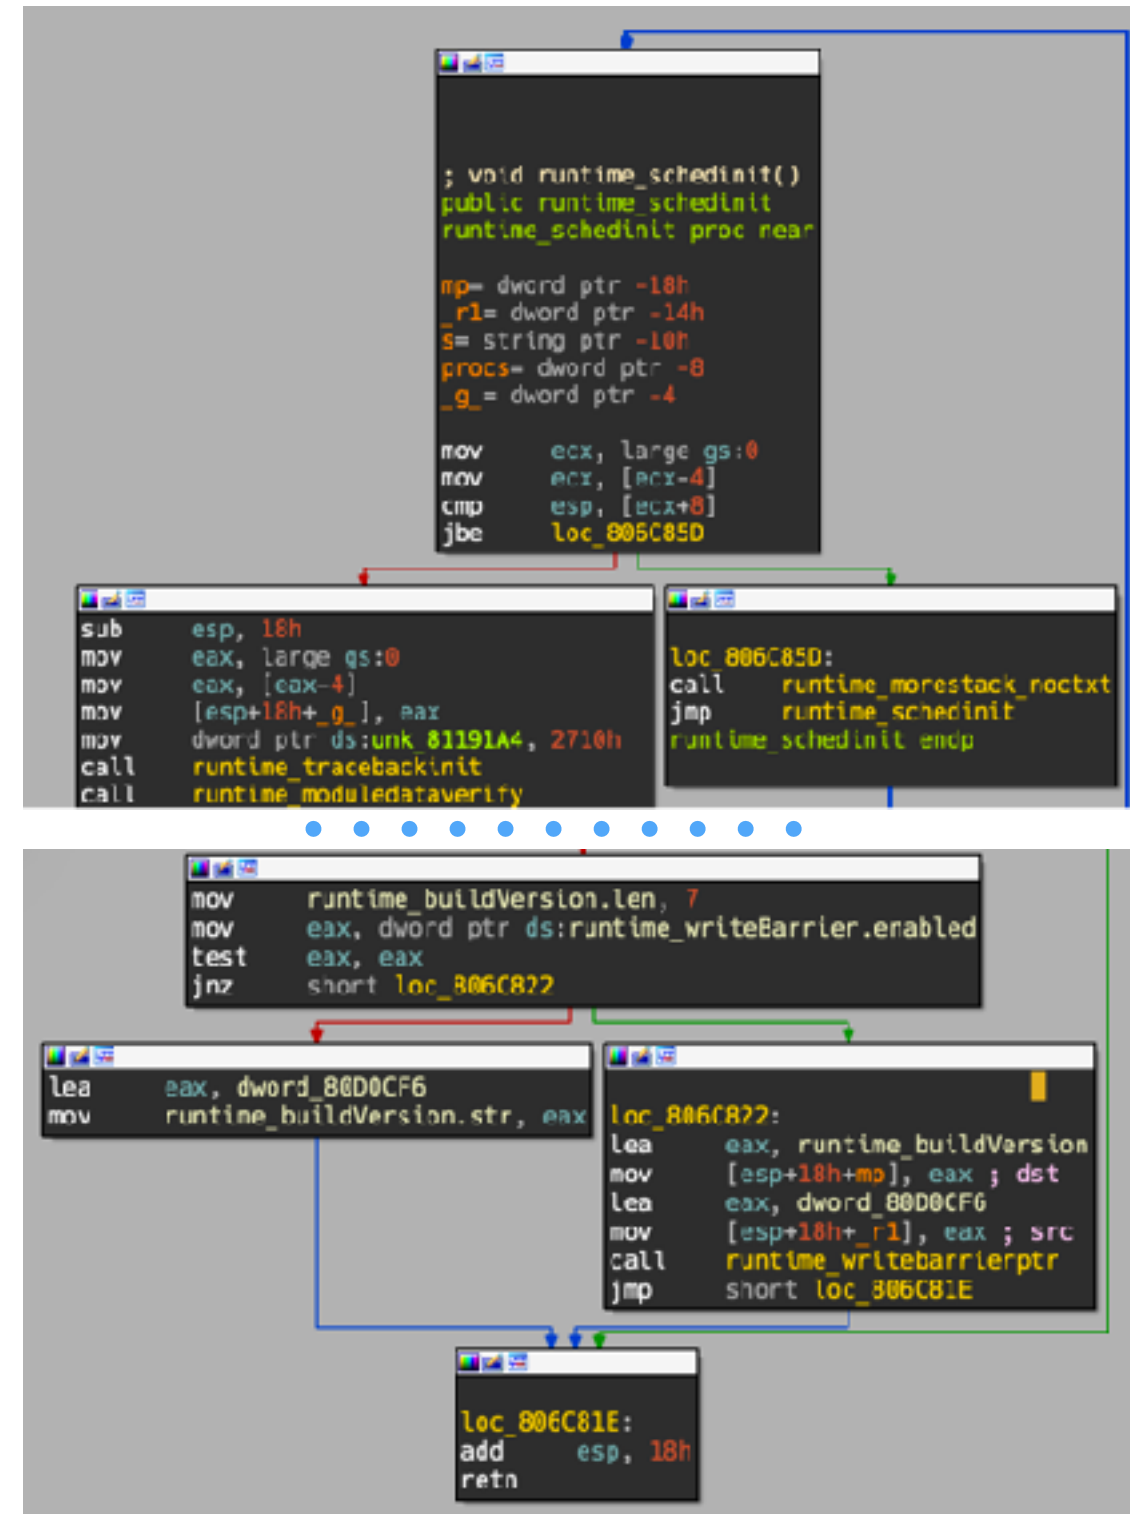 ; void runtime_schedinit()
public runtime_schedinit
runtime_schedinit proc near
mp= dword ptr -18h
_r1= dword ptr -14h
s= string ptr -10h
procs= dword ptr -8
_g_= dword ptr -4
mov ecx, large gs:0
mov ecx, [ecx-4]
cmp esp, [ecx+8]
jbe loc_806C85D
sub esp, 18h
mov eax, large gs:0
mov eax, [eax-4]
mov [esp+18h+_g_], eax
mov dword ptr ds:unk_81191A4, 2710h
call runtime_tracebackinit
call runtime_moduledataverify
loc_806C85D:
call runtime_morestack_noctxt
jmp runtime_schedinit
runtime_schedinit endp
mov runtime_buildVersion.len, 7
mov eax, dword ptr ds:runtime_writeBarrier.enabled
test eax, eax
jnz short loc_806C822
lea eax, dword_80D0CF6
mov runtime_buildVersion.str, eax
loc_806C822:
lea eax, runtime_buildVersion
mov [esp+18h+mp], eax ; dst
lea eax, dword_80D0CF6
mov [esp+18h+_r1], eax ; src
call runtime_writebarrierptr
jmp short loc_806C81E
loc_806C81E:
add esp, 18h
retn